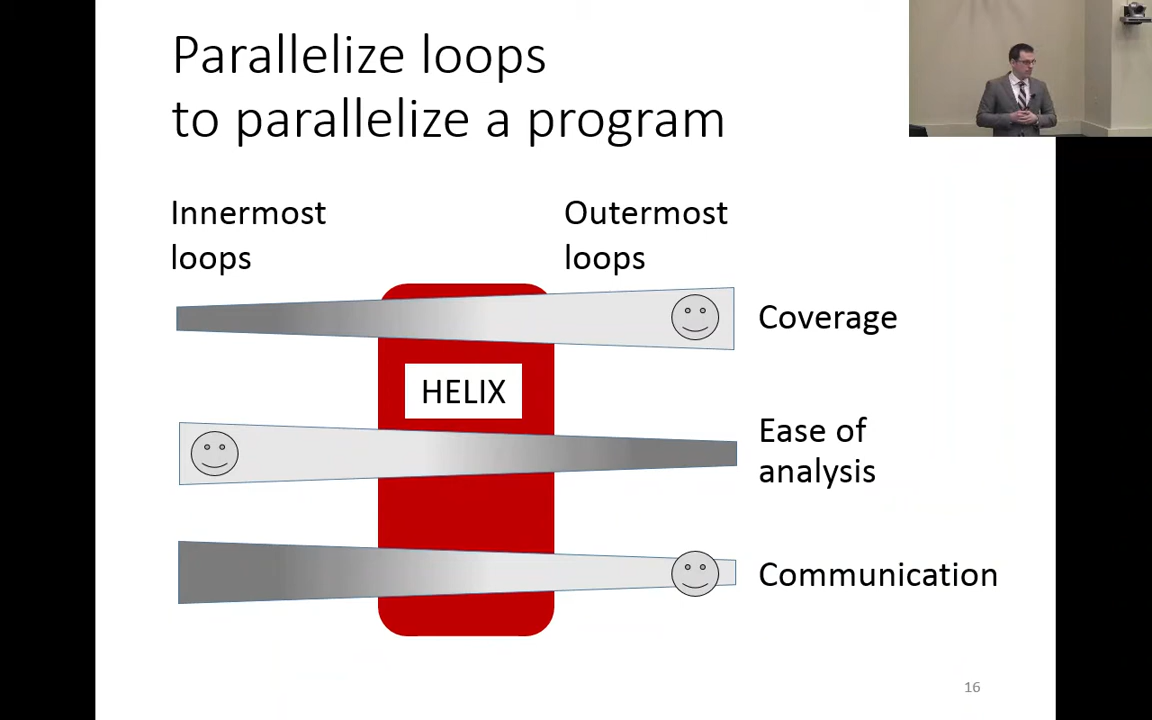 Parallelize loops
to parallelize a program
Innermost
loops
Outermost
loops
Coverage
HELIX
Ease of
analysis
Communication
16